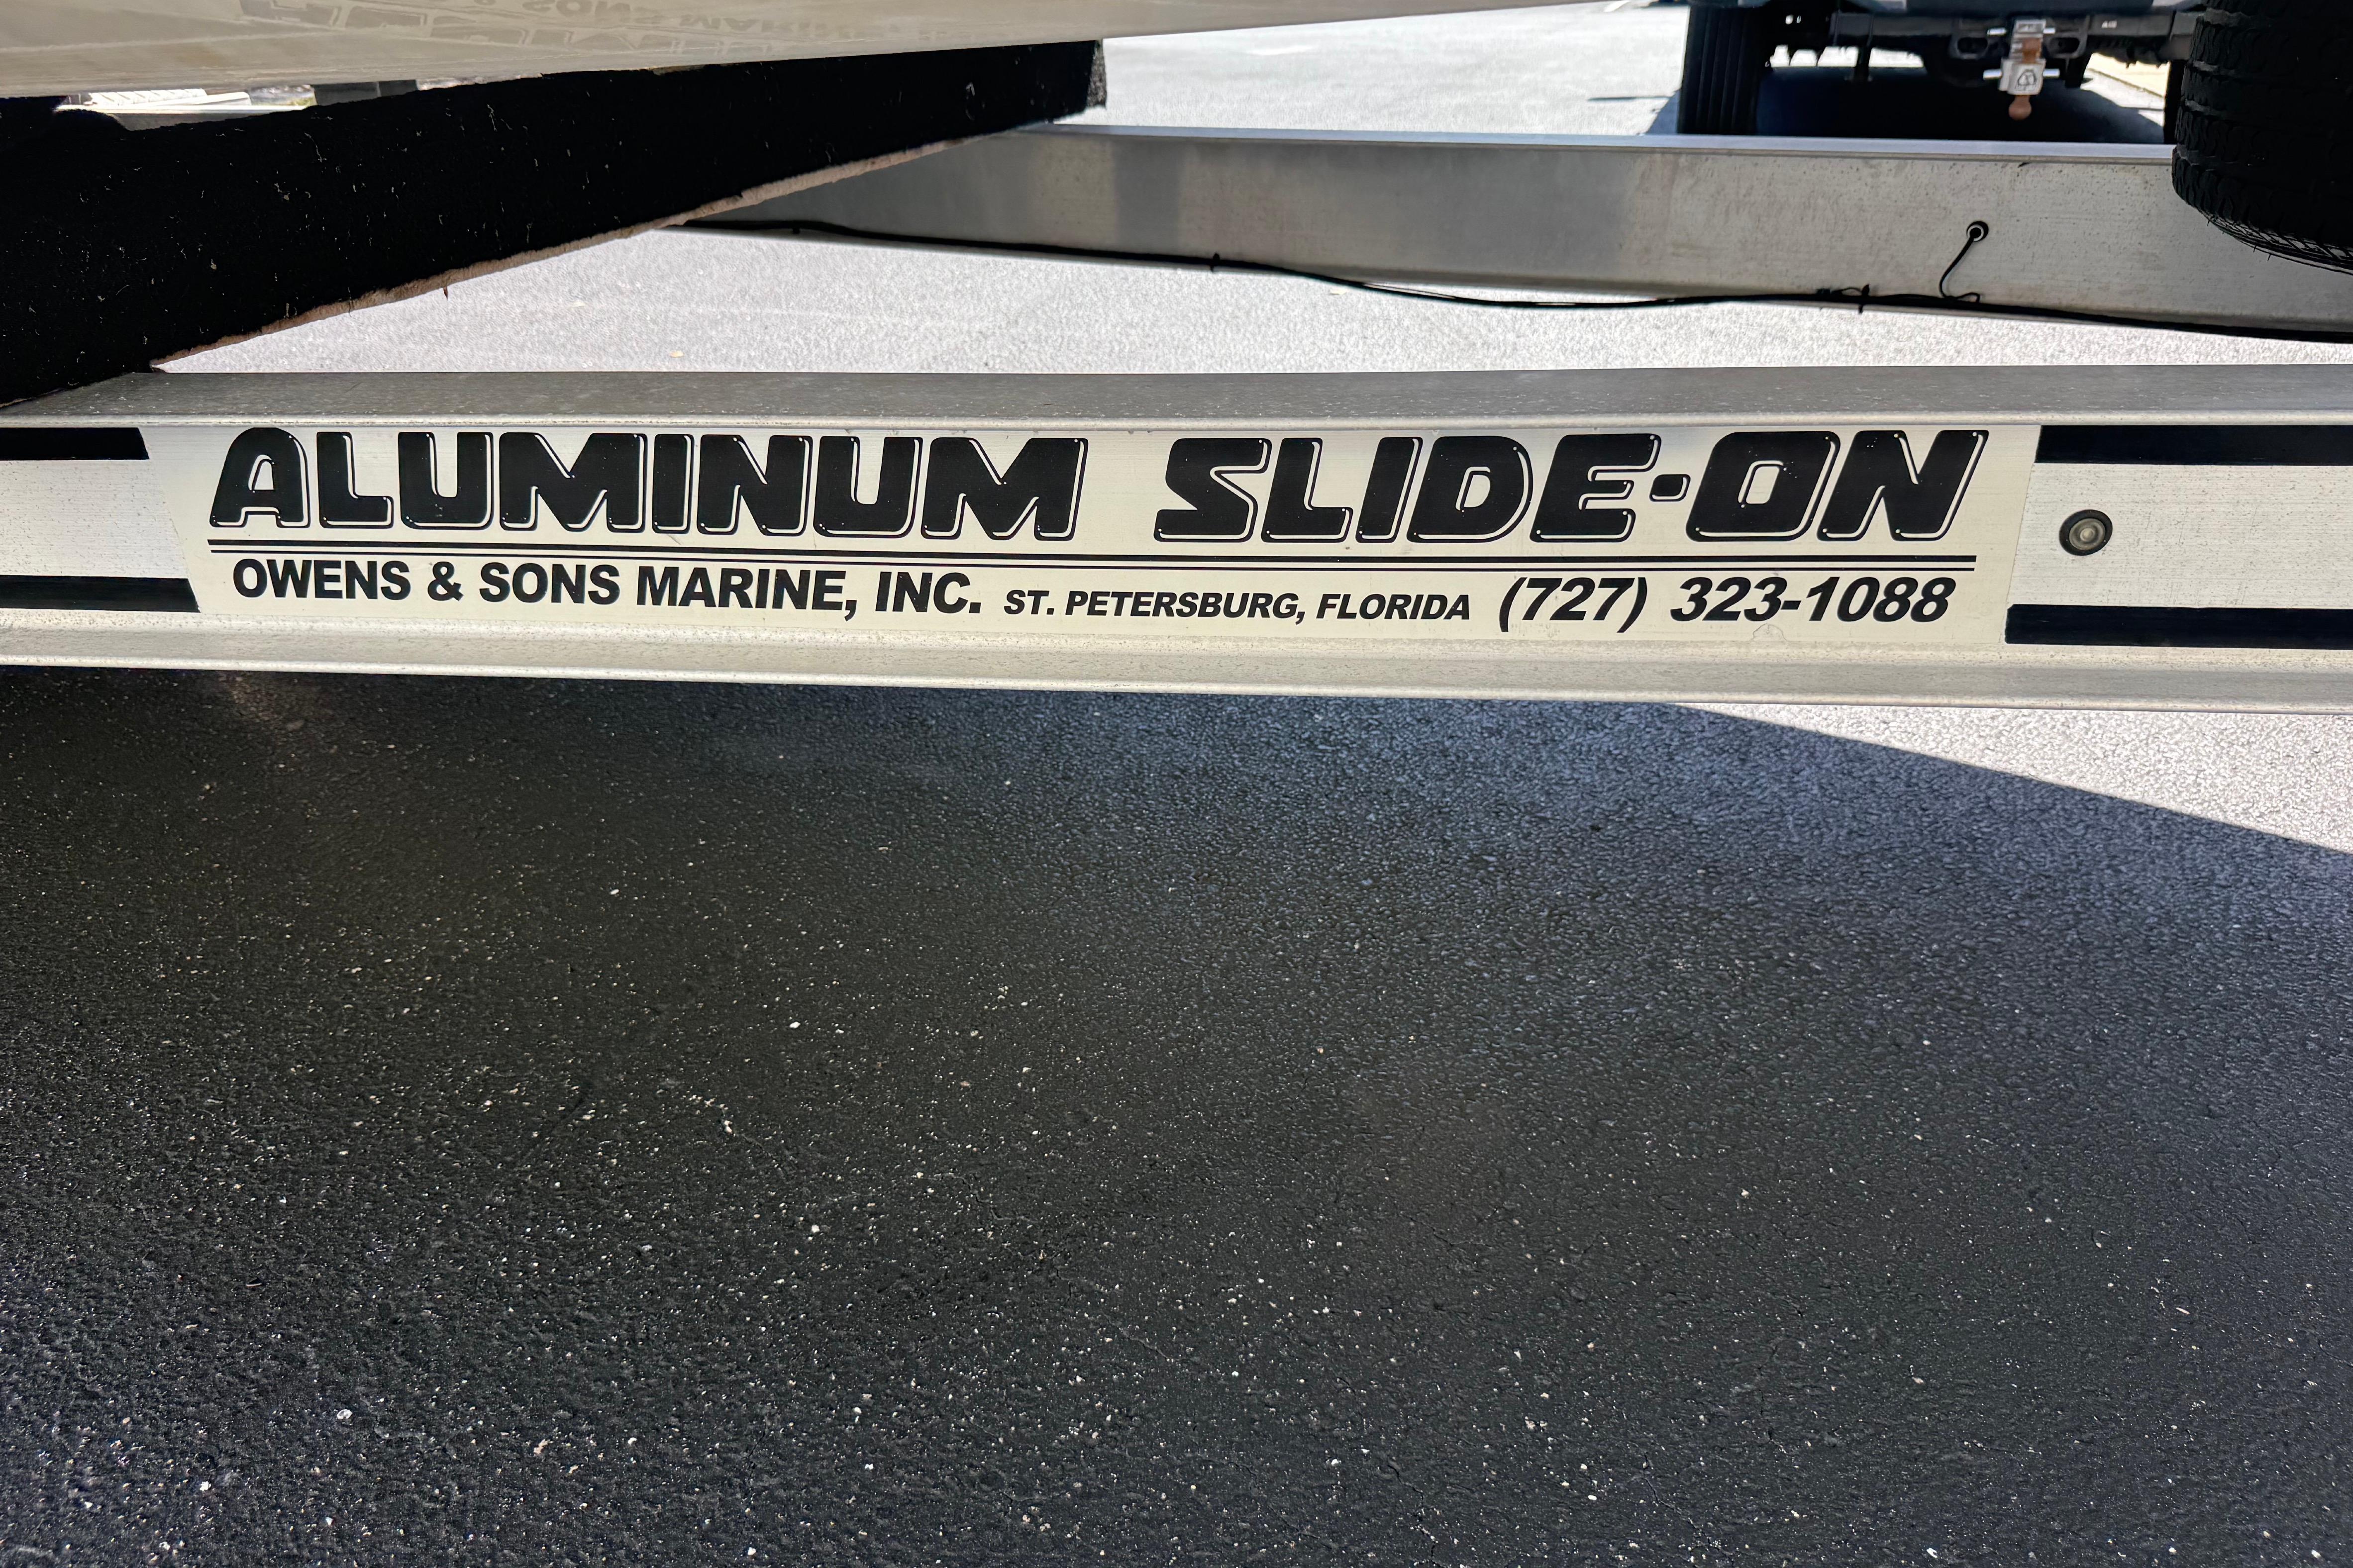 ALUMINUM SLIDE-ON
OWENS & SONS MARINE, INC. ST. PETERSBURG, FLORIDA (727) 323-1088